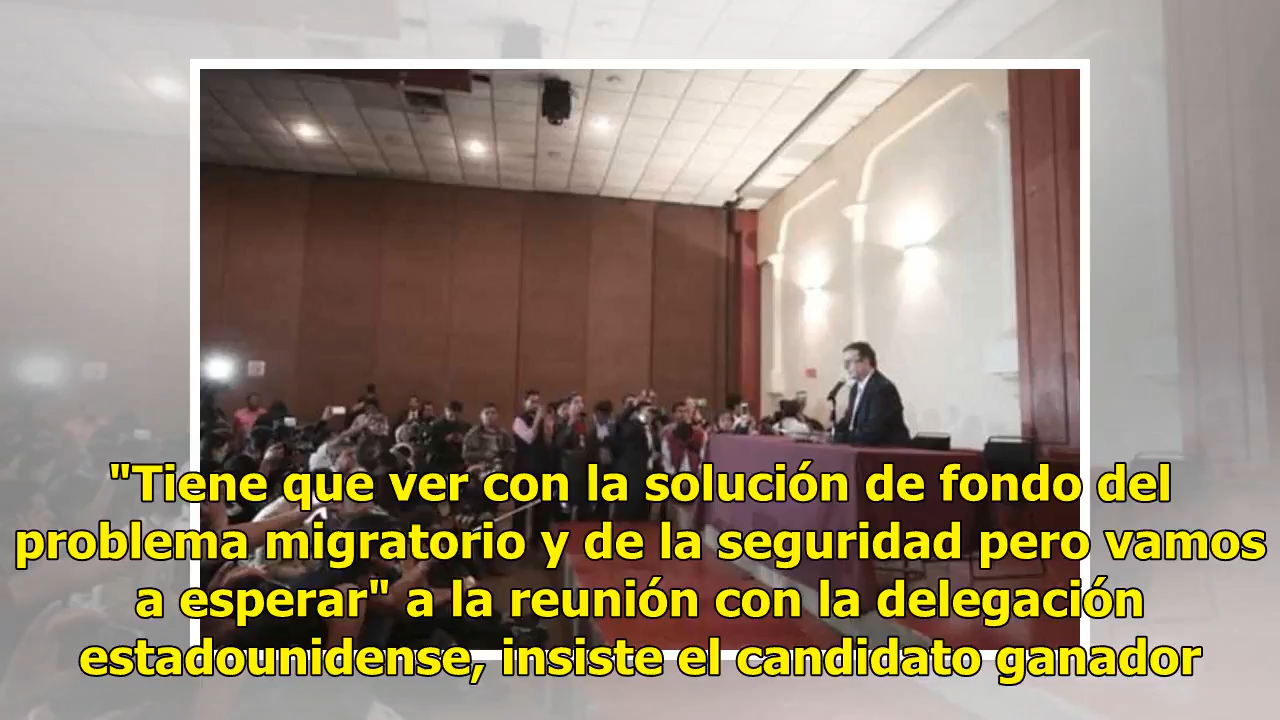 "Tiene que ver con la solución de fondo del
problema migratorio y de la seguridad pero vamos
a esperar" a la reunión con la delegación
estadounidense, insiste el candidato ganador